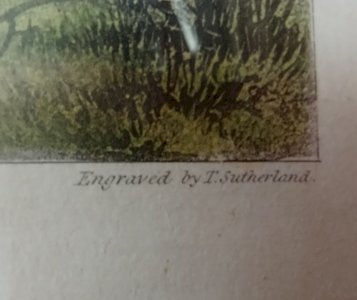 Engraved by T. Sutherland.